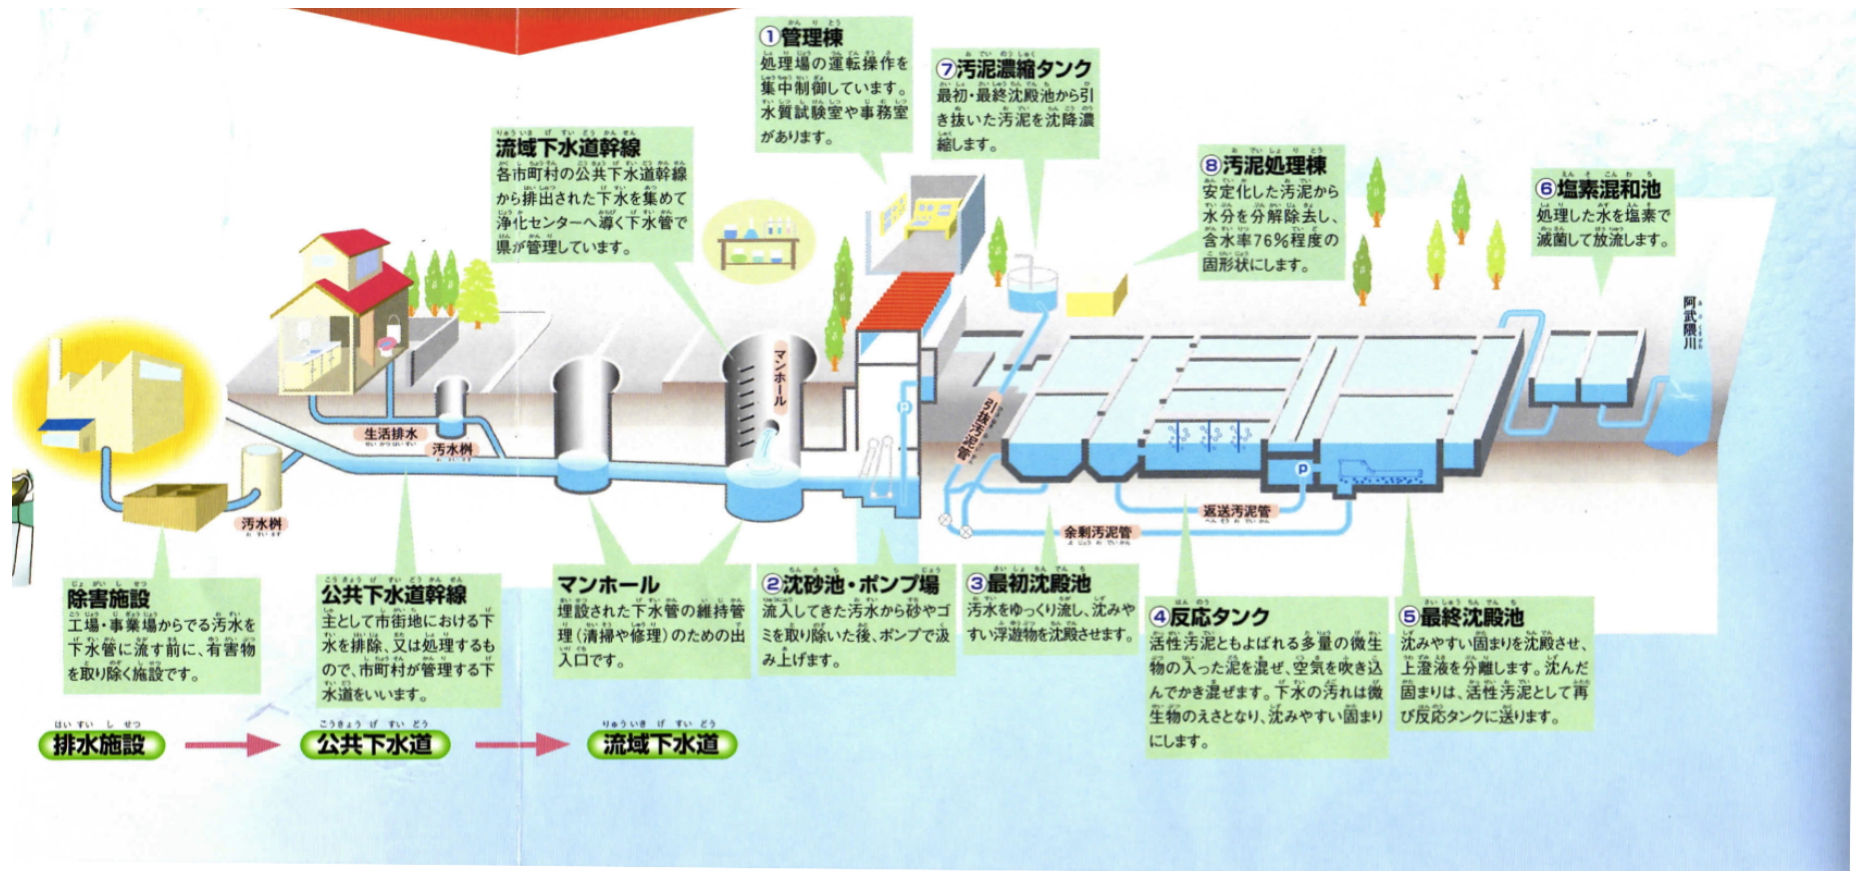 ①管理棟
処理場の運転操作を
集中制御しています。
水質試験室や事務室
があります。
⑦汚泥濃縮タンク
最初・最終沈殿池から引
き抜いた汚泥を沈降濃
縮します。
流域下水道幹線
各市町村の公共下水道幹線
から排出された下水を集めて
浄化センターへ導く下水管で
県が管理しています。
⑧汚泥処理棟
安定化した汚泥から
水分を分解除去し、
含水率76%程度の
固形状にします。
⑥塩素混和池
処理した水を塩素で
滅菌して放流します。
阿武隈川
マンホール
引抜汚泥管
生活排水
汚水桝
汚水桝
P
P
返送汚泥管
余剰汚泥管
除害施設
工場・事業場からでる汚水を
下水管に流す前に、有害物
を取り除く施設です。
公共下水道幹線
主として市街地における下
水を排除、又は処理するも
ので、市町村が管理する下
水道をいいます。
マンホール
埋設された下水管の維持管
理(清掃や修理)のための出
入口です。
②沈砂池・ポンプ場
流入してきた汚水から砂やゴ
ミを取り除いた後、ポンプで汲
み上げます。
③最初沈殿池
汚水をゆっくり流し、沈みや
すい浮遊物を沈殿させます。
④反応タンク
活性汚泥ともよばれる多量の微生
物の入った泥を混ぜ、空気を吹き込
んでかき混ぜます。下水の汚れは微
生物のえさとなり、沈みやすい固まり
にします。
⑤最終沈殿池
沈みやすい固まりを沈殿させ、
上澄液を分離します。沈んだ
固まりは、活性汚泥として再
び反応タンクに送ります。
はいすいしせつ
排水施設
こうきょうげすいどう
公共下水道
りゅういきげすいどう
流域下水道